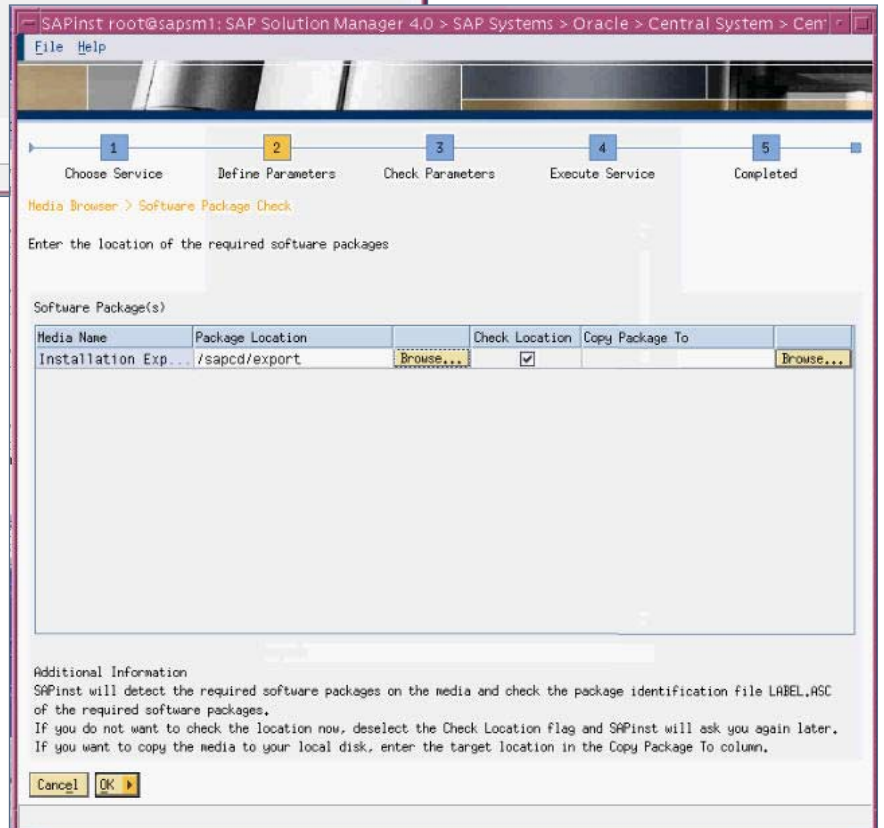 SAPinst root@sapsm1: SAP Solution Manager 4.0 > SAP Systems > Oracle > Central System > Cen
File Help
1 2 3 4 5
Choose Service Define Parameters Check Parameters Execute Service Completed
Media Browser > Software Package Check
Enter the location of the required software packages
Software Package(s)
Media Name Package Location Check Location Copy Package To
Installation Exp... /sapcd/export Browse... Browse...
Additional Information
SAPinst will detect the required software packages on the media and check the package identification file LABEL.ASC
of the required software packages.
If you do not want to check the location now, deselect the Check Location flag and SAPinst will ask you again later.
If you want to copy the media to your local disk, enter the target location in the Copy Package To column.
Cancel OK